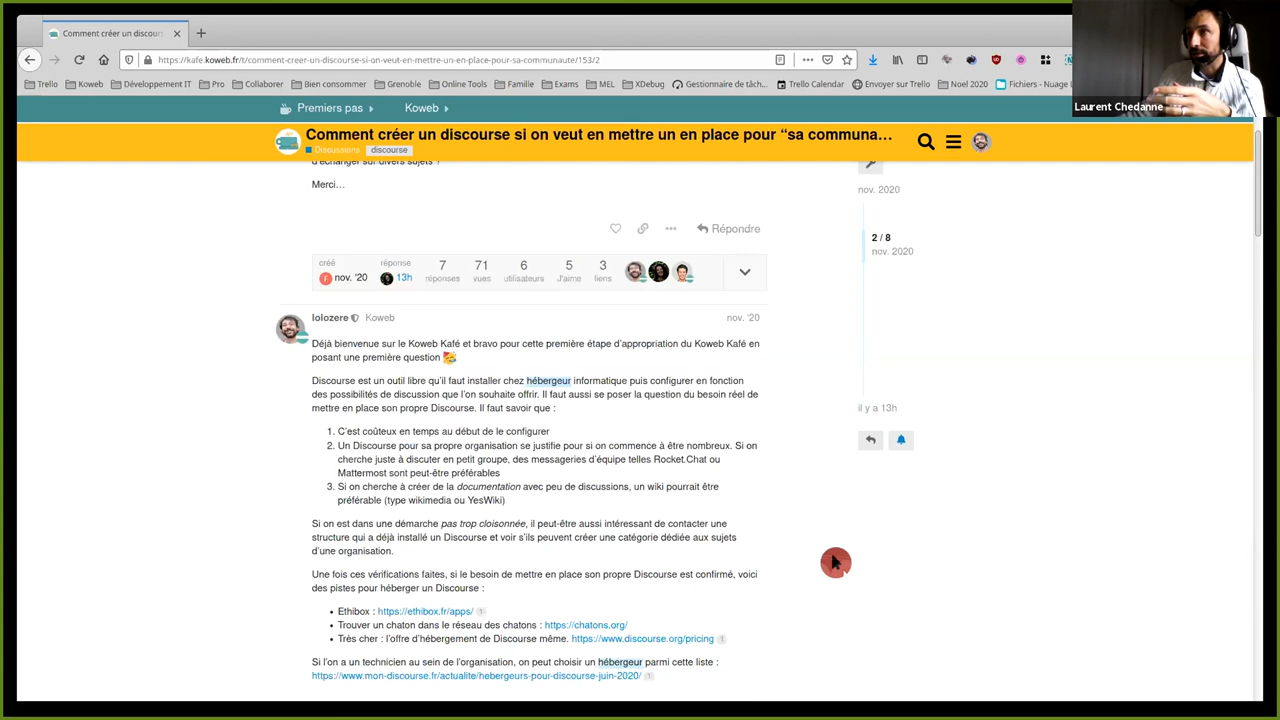 Comment créer un discours
https://kafe.koweb.fr/t/comment-creer-un-discourse-si-on-veut-en-mettre-un-en-place-pour-sa-communaute/153/2
Trello Koweb Développement IT Pro Collaborer Bien consommer Grenoble Online Tools Famille Exams MEL XDebug Gestionnaire de tâch… Trello Calendar Envoyer sur Trello Noel 2020 Fichiers - Nuage
Laurent Chedanne
Premiers pas Koweb
Comment créer un discourse si on veut en mettre un en place pour “sa communa…
Discussions discourse
d'échanger sur divers sujets ?
Merci…
Répondre
créé réponse 7 71 6 5 3
nov. '20 13h réponses vues utilisateurs J'aime liens
nov. 2020
2 / 8
nov. 2020
il y a 13h
lolozere Koweb nov. '20
Déjà bienvenue sur le Koweb Kafé et bravo pour cette première étape d’appropriation du Koweb Kafé en
posant une première question
Discourse est un outil libre qu’il faut installer chez hébergeur informatique puis configurer en fonction
des possibilités de discussion que l’on souhaite offrir. Il faut aussi se poser la question du besoin réel de
mettre en place son propre Discourse. Il faut savoir que :
1. C’est coûteux en temps au début de le configurer
2. Un Discourse pour sa propre organisation se justifie pour si on commence à être nombreux. Si on
cherche juste à discuter en petit groupe, des messageries d’équipe telles Rocket.Chat ou
Mattermost sont peut-être préférables
3. Si on cherche à créer de la documentation avec peu de discussions, un wiki pourrait être
préférable (type wikimedia ou YesWiki)
Si on est dans une démarche pas trop cloisonnée, il peut-être aussi intéressant de contacter une
structure qui a déjà installé un Discourse et voir s’ils peuvent créer une catégorie dédiée aux sujets
d’une organisation.
Une fois ces vérifications faites, si le besoin de mettre en place son propre Discourse est confirmé, voici
des pistes pour héberger un Discourse :
• Ethibox : https://ethibox.fr/apps/ 1
• Trouver un chaton dans le réseau des chatons : https://chatons.org/
• Très cher : l’offre d’hébergement de Discourse même. https://www.discourse.org/pricing 1
Si l’on a un technicien au sein de l’organisation, on peut choisir un hébergeur parmi cette liste :
https://www.mon-discourse.fr/actualite/hebergeurs-pour-discourse-juin-2020/ 1